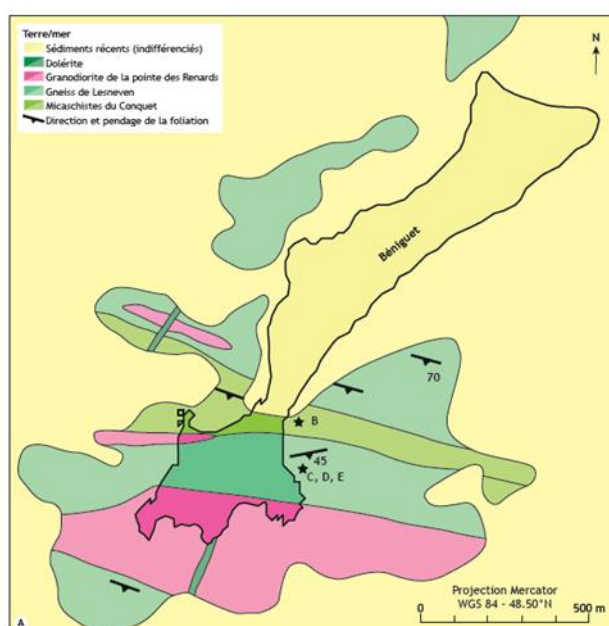 Terre/mer
Sédiments récents (indifférenciés)
Dolérite
Granodiorite de la pointe des Renards
Gneiss de Lesneven
Micaschistes du Conquet
Direction et pendage de la foliation
N
Béniguet
70
B
45
C, D, E
Projection Mercator
WGS 84 - 48.50°N
0 500 m
A